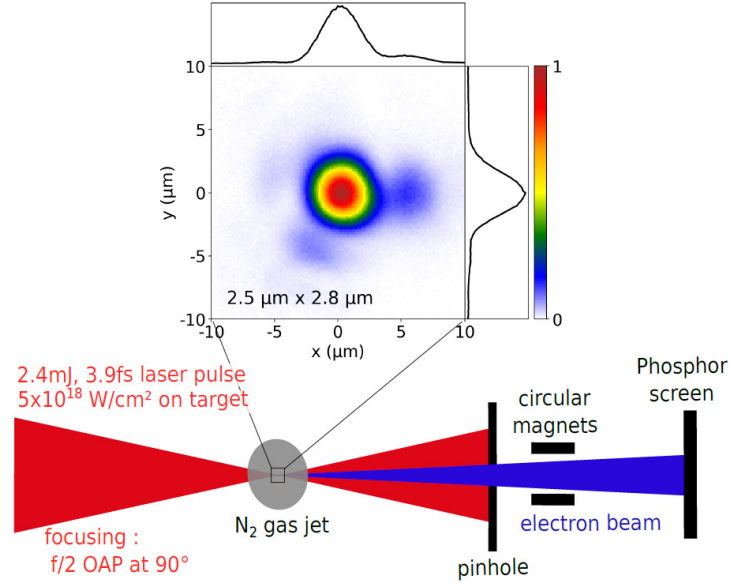 10
5
0
-5
-10
y (μm)
2.5 μm x 2.8 μm
-10
-5
0
5
10
x (μm)
1
0
2.4mJ, 3.9fs laser pulse
5x10¹⁸ W/cm² on target
focusing :
f/2 OAP at 90°
N₂ gas jet
pinhole
circular
magnets
electron beam
Phosphor
screen